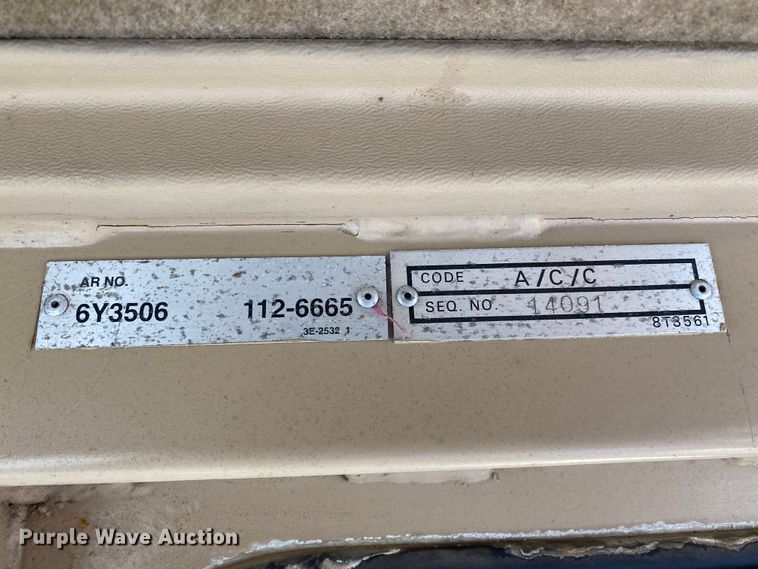 AR NO.
6Y3506 112-6665
3E-2532 1
CODE A/C/C
SEQ. NO. 14091
8T3561
Purple Wave Auction®